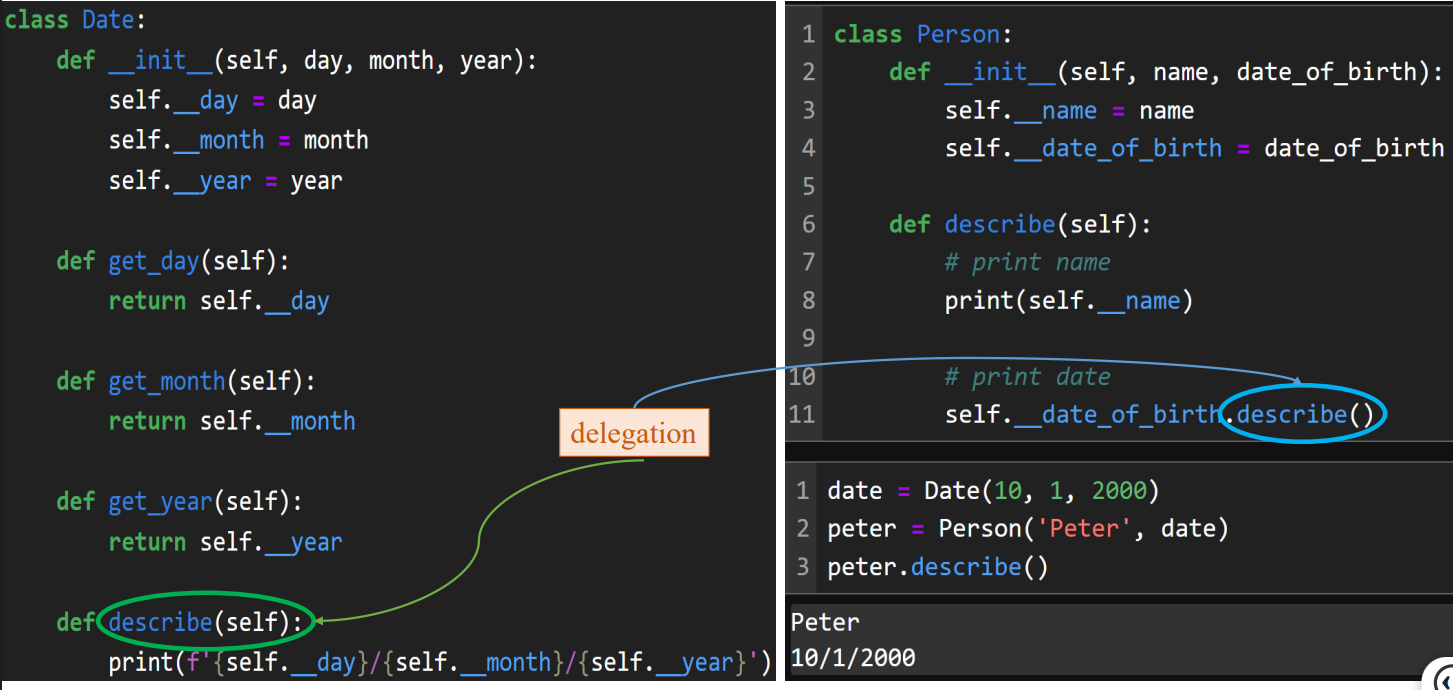 class Date:
    def __init__(self, day, month, year):
        self.__day = day
        self.__month = month
        self.__year = year

    def get_day(self):
        return self.__day

    def get_month(self):
        return self.__month

    def get_year(self):
        return self.__year

    def describe(self):
        print(f'{self.__day}/{self.__month}/{self.__year}')
delegation
1 class Person:
2     def __init__(self, name, date_of_birth):
3         self.__name = name
4         self.__date_of_birth = date_of_birth
5
6     def describe(self):
7         # print name
8         print(self.__name)
9
10         # print date
11         self.__date_of_birth.describe()
1 date = Date(10, 1, 2000)
2 peter = Person('Peter', date)
3 peter.describe()
Peter
10/1/2000